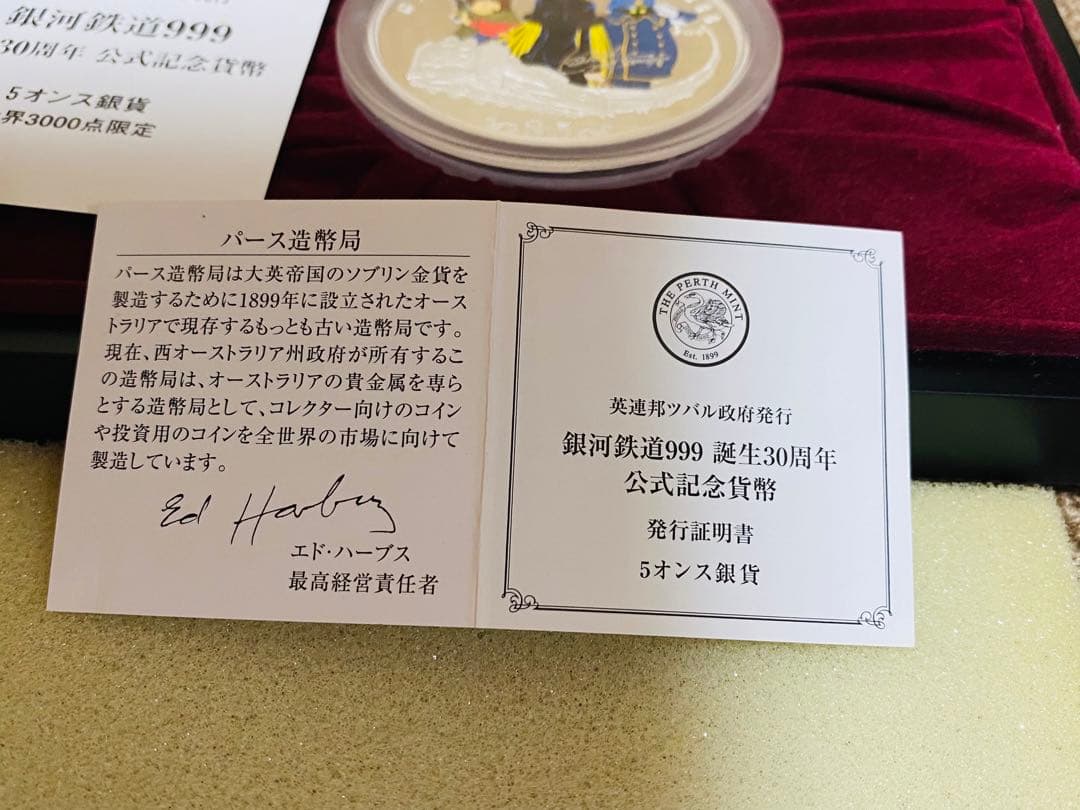 銀河鉄道999
30周年 公式記念貨幣
5オンス銀貨
界3000点限定
パース造幣局
パース造幣局は大英帝国のソブリン金貨を
製造するために1899年に設立されたオース
トラリアで現存するもっとも古い造幣局です。
現在、西オーストラリア州政府が所有するこ
の造幣局は、オーストラリアの貴金属を専ら
とする造幣局として、コレクター向けのコイン
や投資用のコインを全世界の市場に向けて
製造しています。
Ed Harbuz
エド・ハーブス
最高経営責任者
THE PERTH MINT
Est. 1899
英連邦ツバル政府発行
銀河鉄道999 誕生30周年
公式記念貨幣
発行証明書
5オンス銀貨